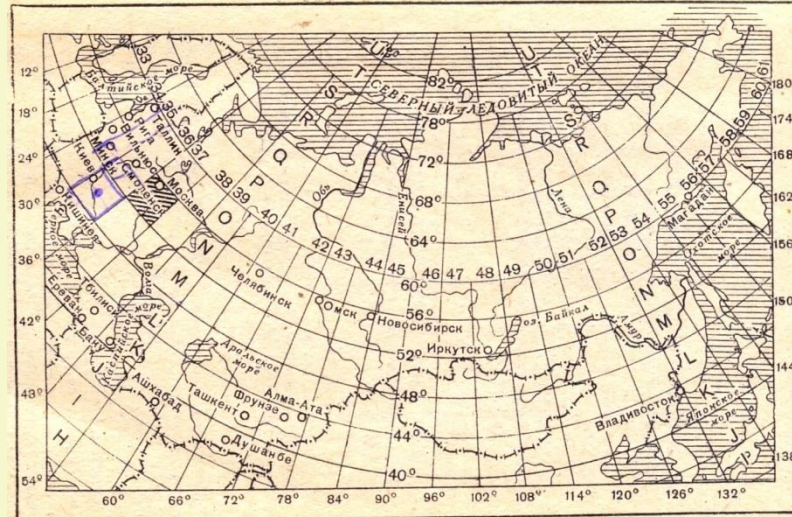 U U
T СЕВЕРНЫЙ ЛЕДОВИТЫЙ ОКЕАН T
S S
R R
Q Q
P P
O O
N N
M M
L L
K K
J
I
H
33
35 36 37 38 39 40 41 42 43 44 45 46 47 48 49 50 51 52 53 54 55 56 57 58 59 60 61
82°
78°
72°
68°
64°
60°
56°
52°
48°
44°
40°
12°
18°
24°
30°
36°
42°
43°
54°
180°
174
168
162
156
150
144
138
Таллин
Рига
Вильнюс
Минск
Смоленск
Киев
Москва
Кишинев
Черное море
Волга
Тбилиси
Ереван
Баку
Каспийское море
Обь
Енисей
Лена
Магадан
Охотское море
Челябинск
Омск
Новосибирск
Иркутск
оз. Байкал
Амур
Аральское море
Ашхабад
Ташкент
Фрунзе
Алма-Ата
Душанбе
Владивосток
Японское море
60° 66° 72° 78° 84° 90° 96° 102° 108° 114° 120° 126° 132°